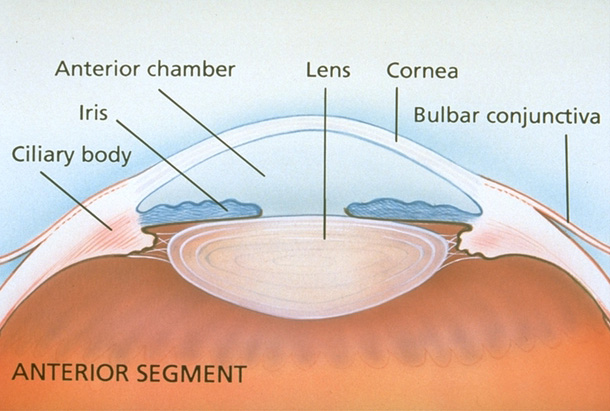 Anterior chamber
Lens
Cornea
Iris
Bulbar conjunctiva
Ciliary body
ANTERIOR SEGMENT